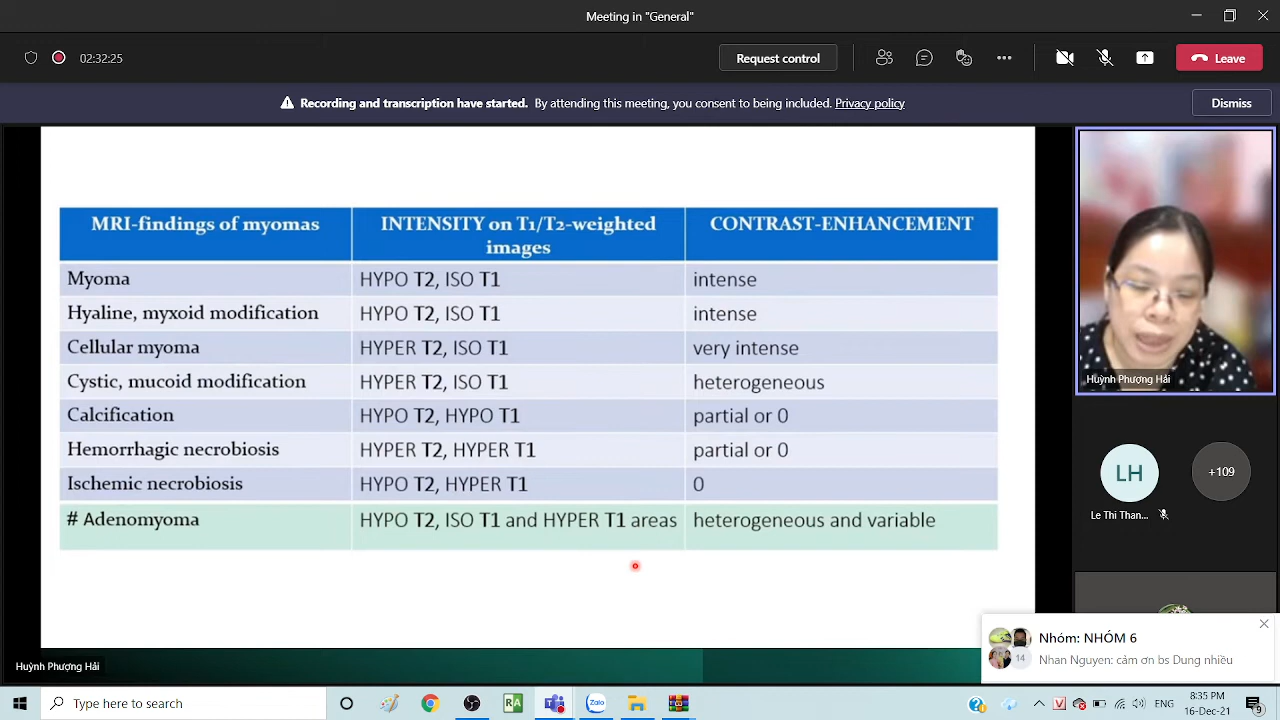 Meeting in "General"
02:32:25
Request control
Leave
Recording and transcription have started. By attending this meeting, you consent to being included. Privacy policy
Dismiss
MRI-findings of myomas
INTENSITY on T1/T2-weighted
images
CONTRAST-ENHANCEMENT
Myoma
HYPO T2, ISO T1
intense
Hyaline, myxoid modification
HYPO T2, ISO T1
intense
Cellular myoma
HYPER T2, ISO T1
very intense
Cystic, mucoid modification
HYPER T2, ISO T1
heterogeneous
Calcification
HYPO T2, HYPO T1
partial or 0
Hemorrhagic necrobiosis
HYPER T2, HYPER T1
partial or 0
Ischemic necrobiosis
HYPO T2, HYPER T1
0
# Adenomyoma
HYPO T2, ISO T1 and HYPER T1 areas
heterogeneous and variable
Huỳnh Phượng Hải
LH
+109
Le Thi Than...
Nhóm: NHÓM 6
14
Nhan Nguyen: cảm ơn bs Dung nhiều
Huỳnh Phượng Hải
Type here to search
RA
Zalo
V
ENG
8:35 PM
16-Dec-21
9